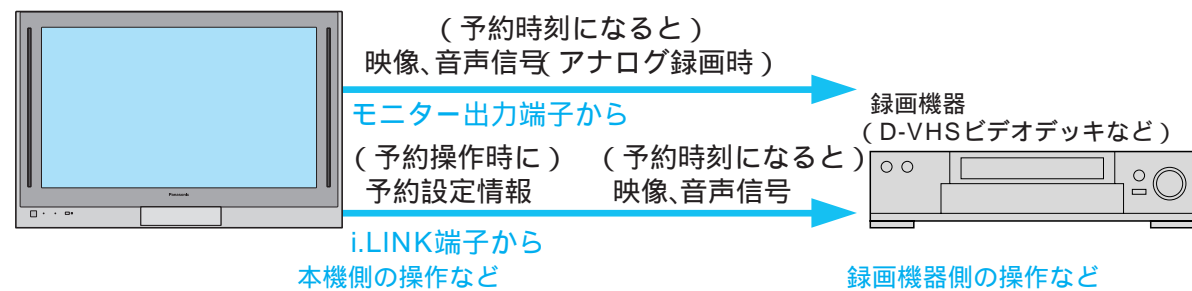 (予約時刻になると)
映像、音声信号(アナログ録画時)
モニター出力端子から
録画機器
(D-VHSビデオデッキなど)
(予約操作時に) (予約時刻になると)
予約設定情報 映像、音声信号
Panasonic
i.LINK端子から
本機側の操作など 録画機器側の操作など